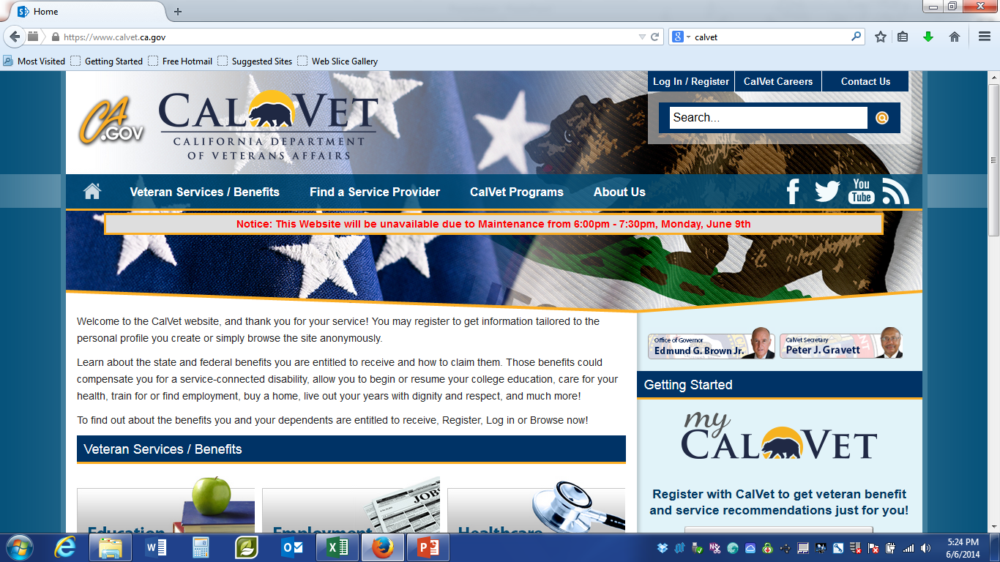 Home
https://www.calvet.ca.gov
calvet
Most Visited
Getting Started
Free Hotmail
Suggested Sites
Web Slice Gallery
CA.GOV
CALVET
CALIFORNIA DEPARTMENT
OF VETERANS AFFAIRS
Log In / Register
CalVet Careers
Contact Us
Search...
Veteran Services / Benefits
Find a Service Provider
CalVet Programs
About Us
You
Tube
Notice: This Website will be unavailable due to Maintenance from 6:00pm - 7:30pm, Monday, June 9th
Welcome to the CalVet website, and thank you for your service! You may register to get information tailored to the
personal profile you create or simply browse the site anonymously.
Learn about the state and federal benefits you are entitled to receive and how to claim them. Those benefits could
compensate you for a service-connected disability, allow you to begin or resume your college education, care for your
health, train for or find employment, buy a home, live out your years with dignity and respect, and much more!
To find out about the benefits you and your dependents are entitled to receive, Register, Log in or Browse now!
Veteran Services / Benefits
JOBS
Education
Employment
Healthcare
Office of Governor
Edmund G. Brown Jr.
CalVet Secretary
Peter J. Gravett
Getting Started
my
CALVET
Register with CalVet to get veteran benefit
and service recommendations just for you!
5:24 PM
6/6/2014